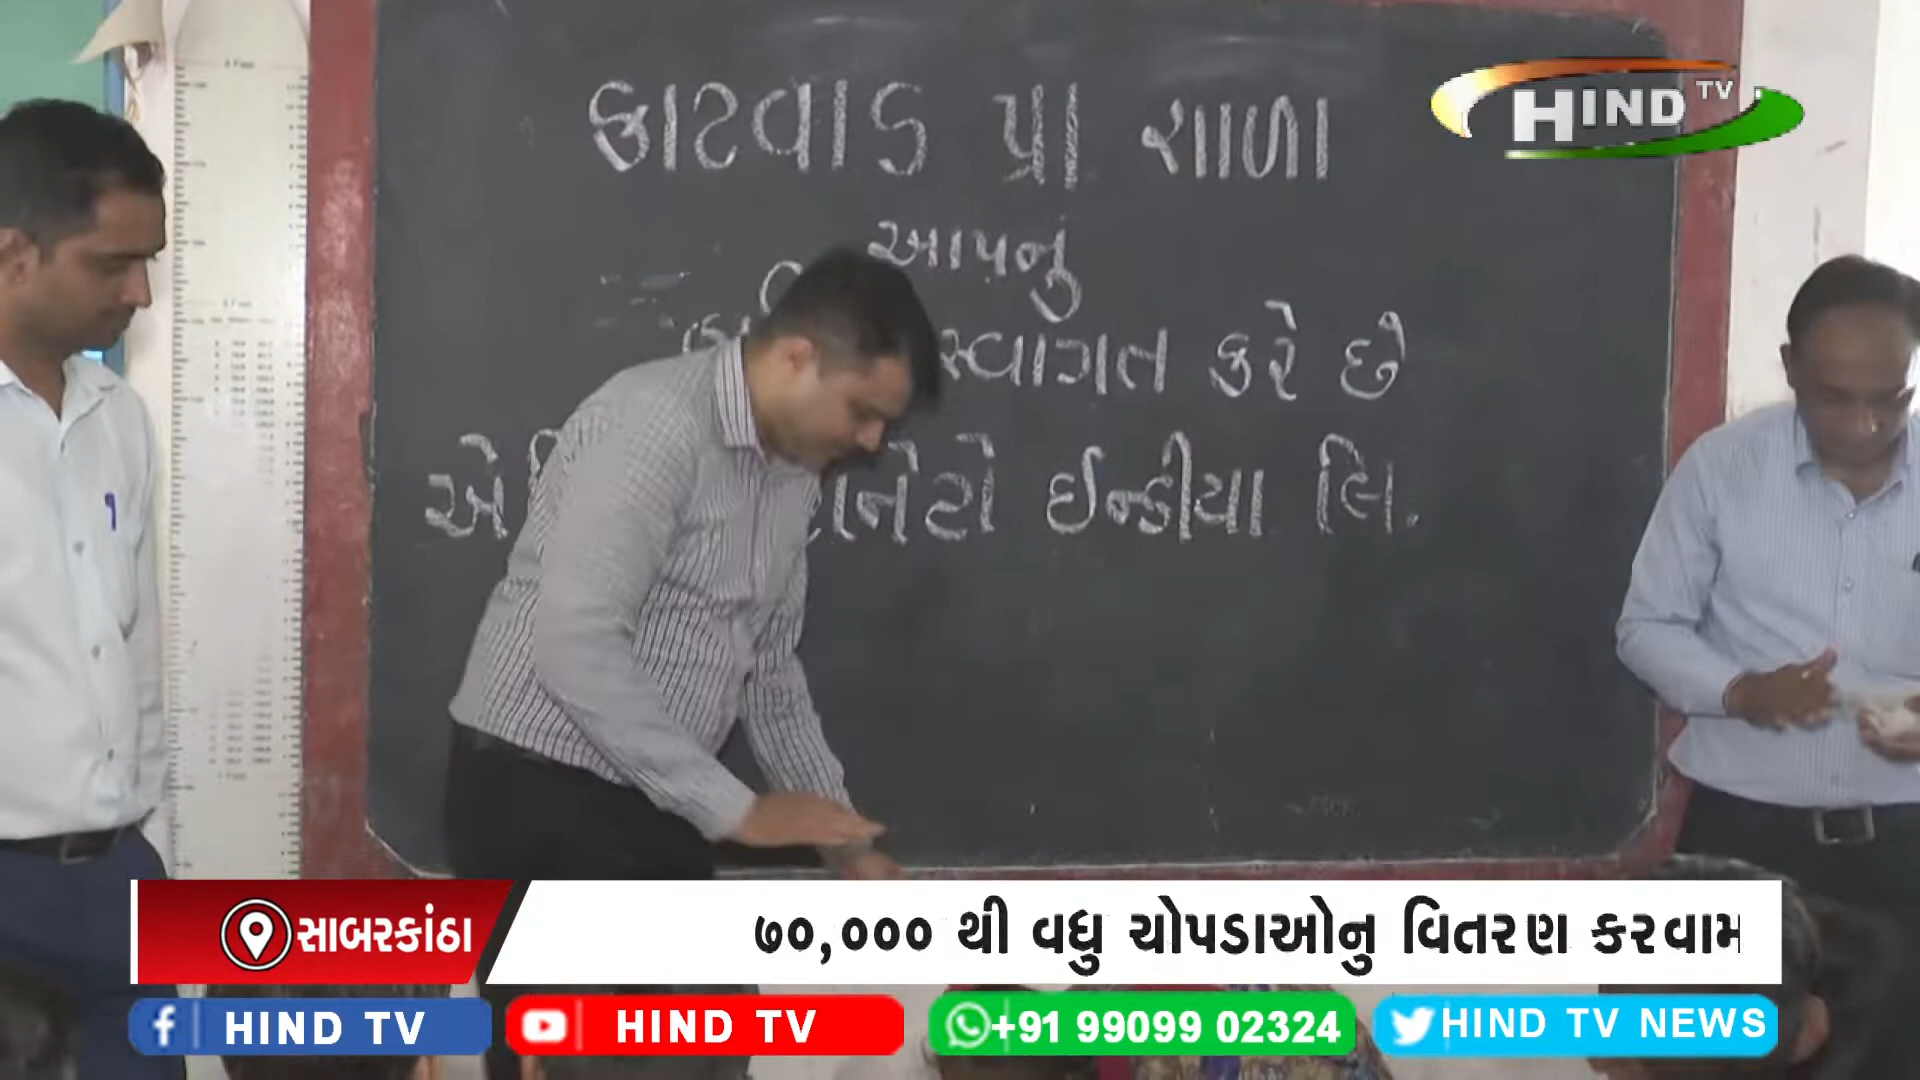 કાટવાડ પ્રા શાળા
HIND TV
આપનું
સ્વાગત કરે છે
ઈન્ડીયા લિ.
સાબરકાંઠા
૭૦,૦૦૦ થી વધુ ચોપડાઓનુ વિતરણ કરવામ
HIND TV
HIND TV
+91 99099 02324
HIND TV NEWS